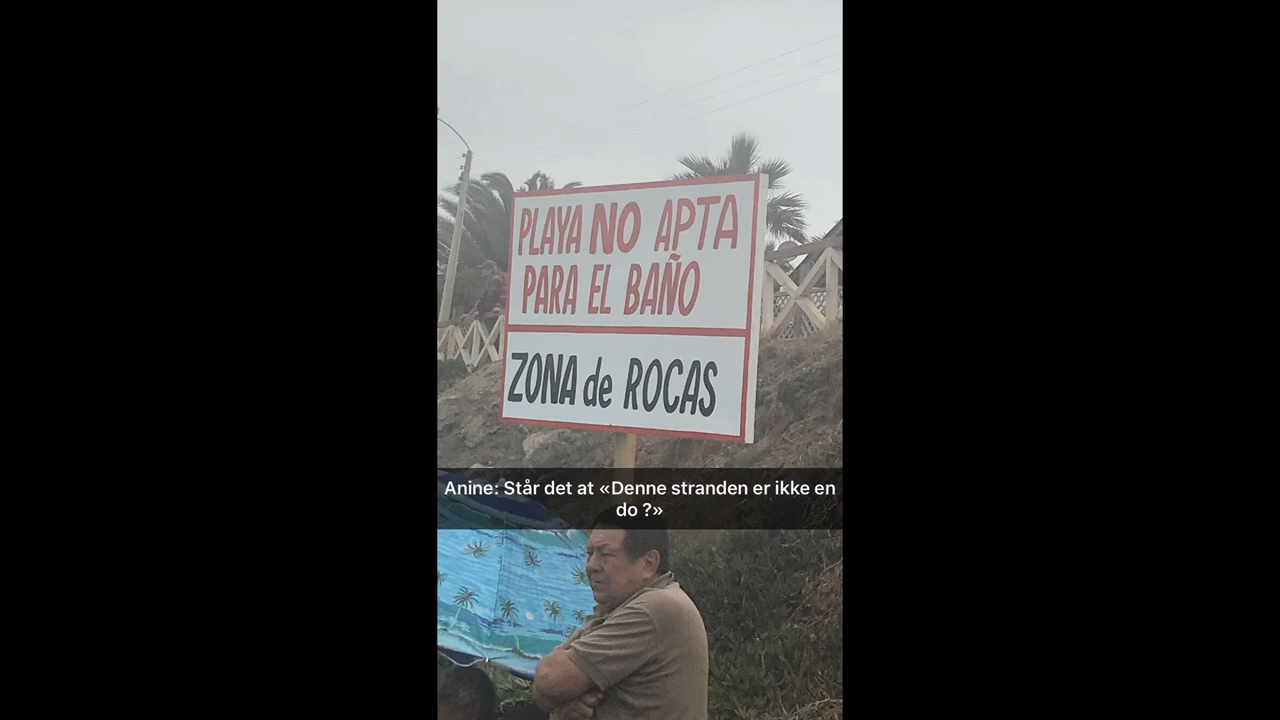 PLAYA NO APTA
PARA EL BAÑO
ZONA de ROCAS
Anine: Står det at «Denne stranden er ikke en
do ?»